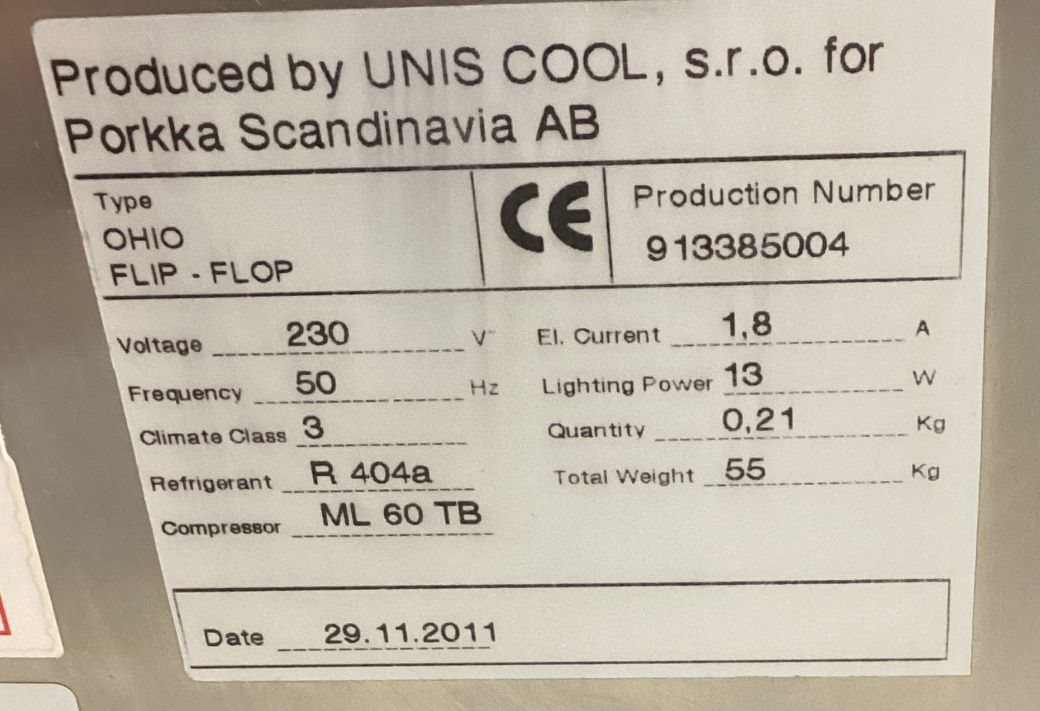 Produced by UNIS COOL, s.r.o. for
Porkka Scandinavia AB
Type
OHIO
FLIP - FLOP
CE
Production Number
913385004
Voltage 230 V~
Frequency 50 Hz
Climate Class 3
Refrigerant R 404a
Compressor ML 60 TB
El. Current 1,8 A
Lighting Power 13 W
Quantity 0,21 Kg
Total Weight 55 Kg
Date 29.11.2011